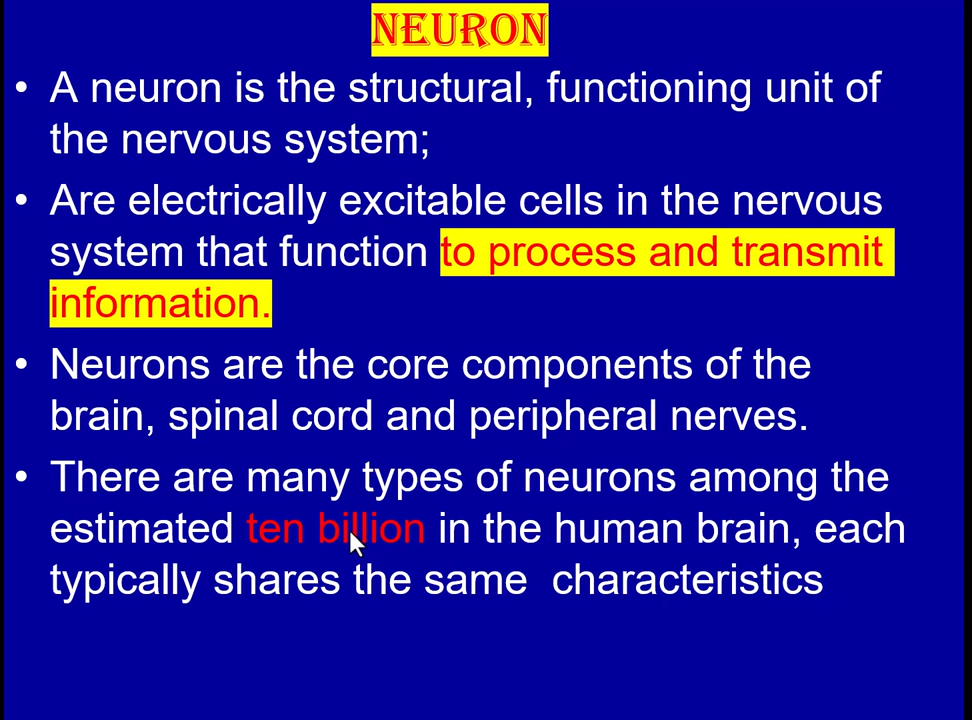 NEURON
• A neuron is the structural, functioning unit of
the nervous system;
• Are electrically excitable cells in the nervous
system that function to process and transmit
information.
• Neurons are the core components of the
brain, spinal cord and peripheral nerves.
• There are many types of neurons among the
estimated ten billion in the human brain, each
typically shares the same  characteristics